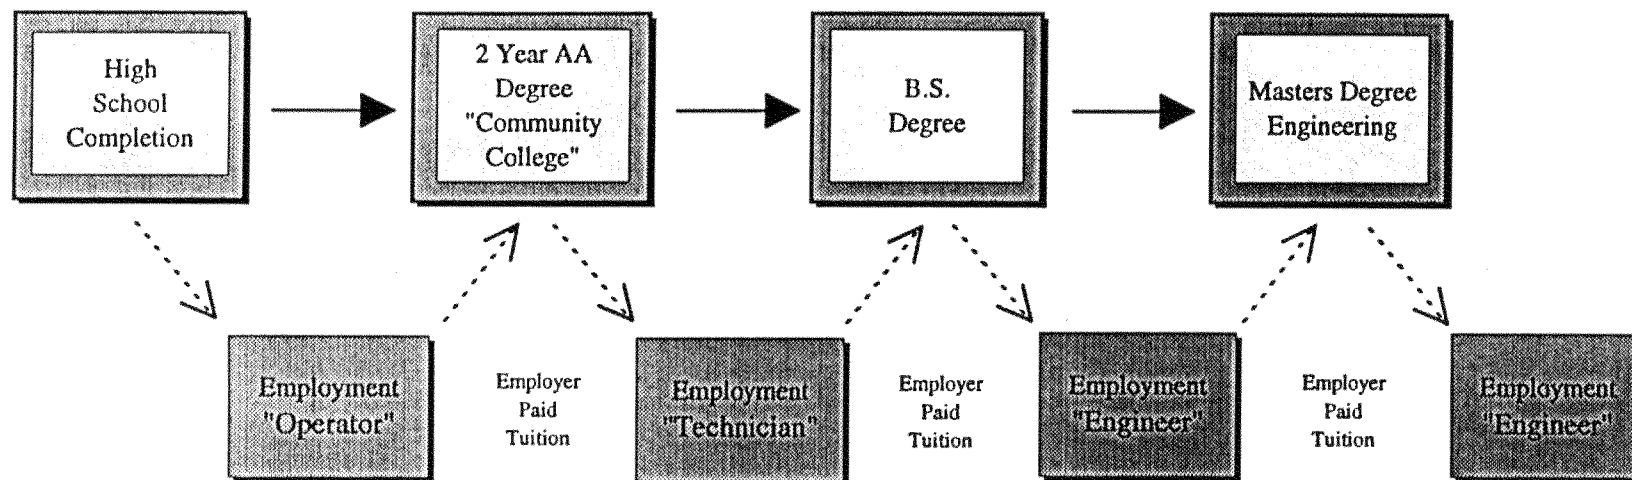 High
School
Completion
2 Year AA
Degree
"Community
College"
B.S.
Degree
Masters Degree
Engineering
Employment
"Operator"
Employer
Paid
Tuition
Employment
"Technician"
Employer
Paid
Tuition
Employment
"Engineer"
Employer
Paid
Tuition
Employment
"Engineer"